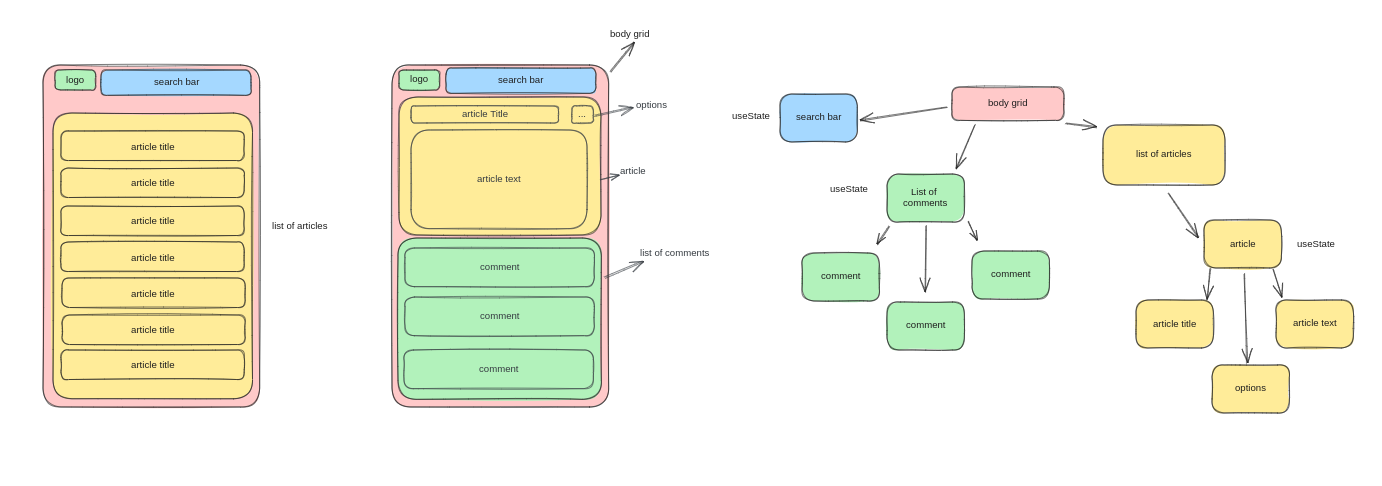 logo
search bar
article title
article title
article title
article title
article title
article title
article title
list of articles
body grid
logo
search bar
article Title
...
options
article text
article
list of comments
comment
comment
comment
body grid
useState
search bar
list of articles
useState
List of
comments
comment
comment
comment
article
useState
article title
article text
options